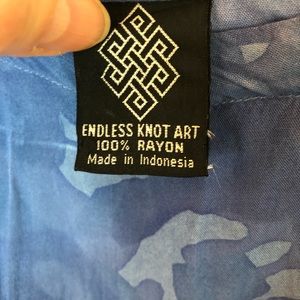 ENDLESS KNOT ART
100% RAYON
Made in Indonesia